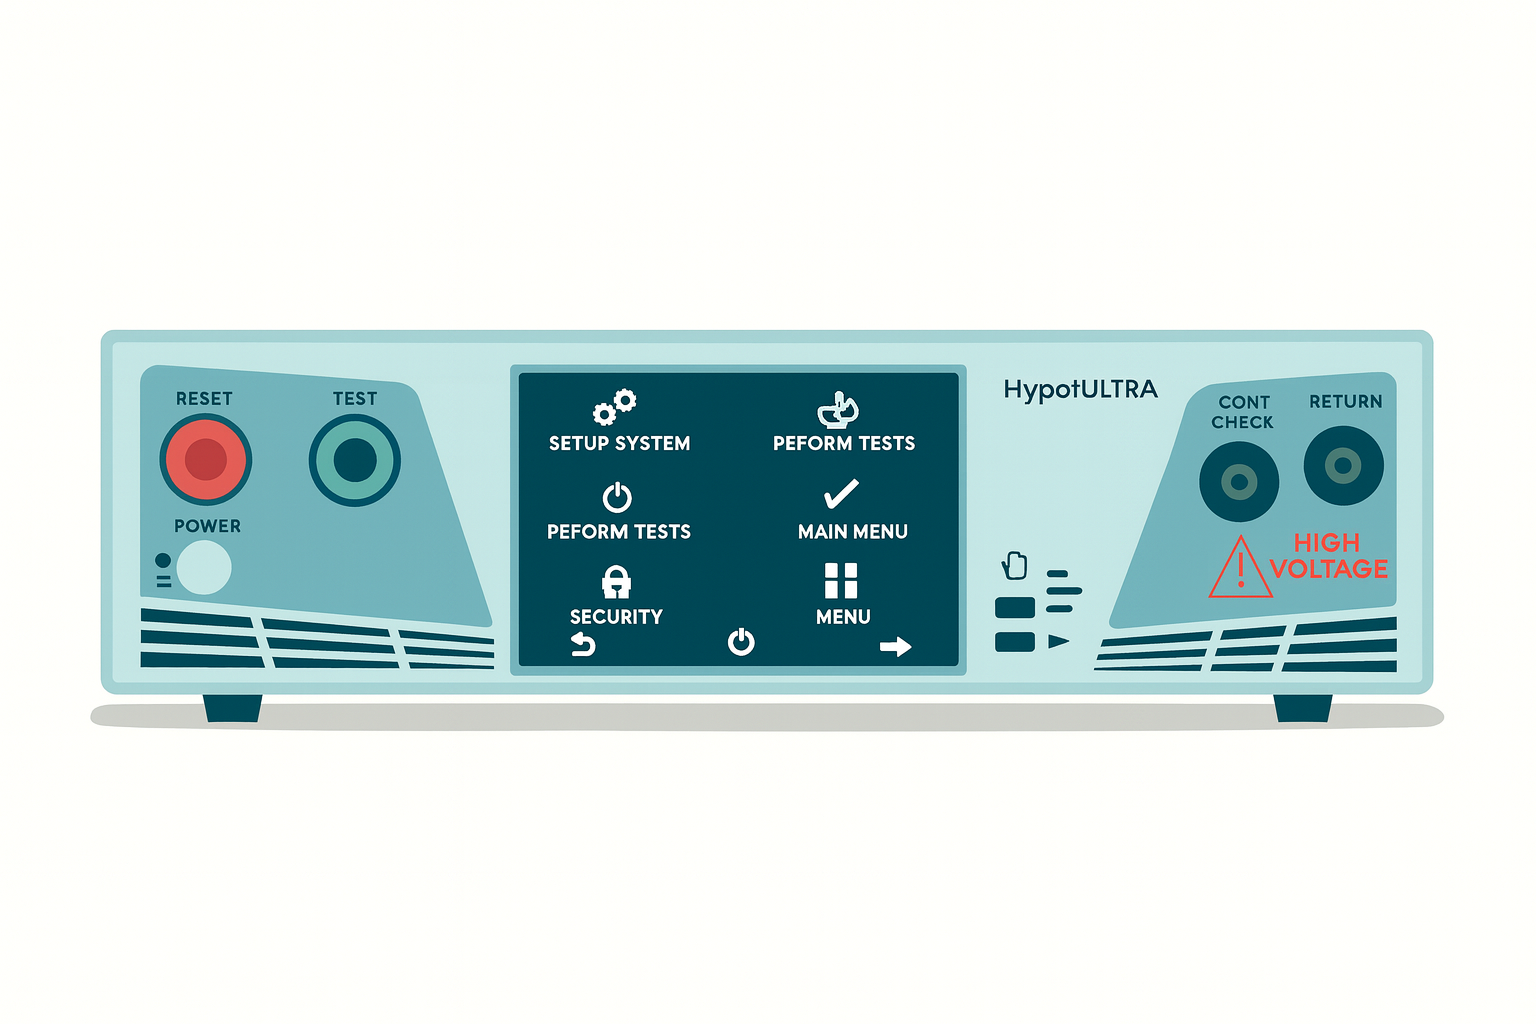 RESET
TEST
POWER
SETUP SYSTEM
PEFORM TESTS
PEFORM TESTS
MAIN MENU
SECURITY
MENU
HypotULTRA
CONT
CHECK
RETURN
HIGH
VOLTAGE